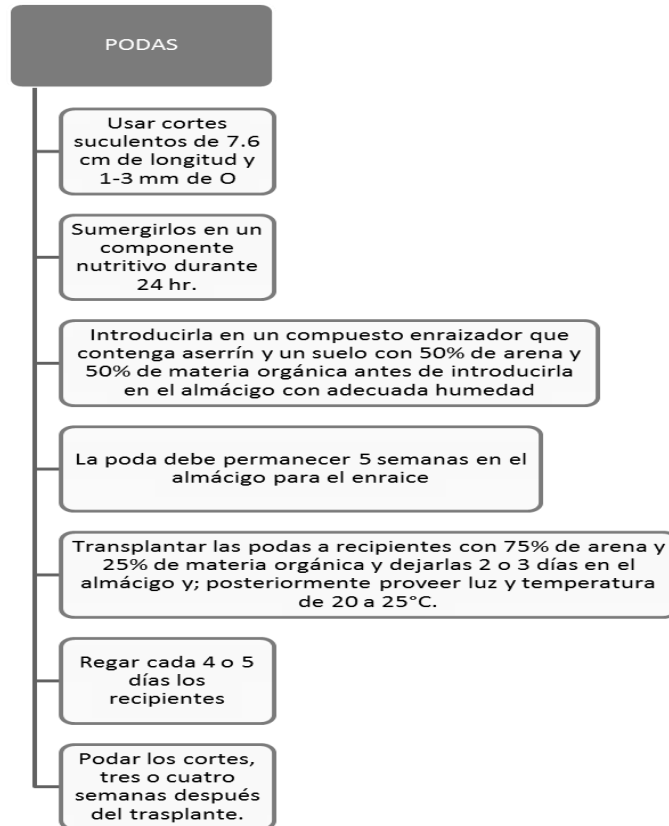 PODAS
Usar cortes
suculentos de 7.6
cm de longitud y
1-3 mm de O
Sumergirlos en un
componente
nutritivo durante
24 hr.
Introducirla en un compuesto enraizador que
contenga aserrín y un suelo con 50% de arena y
50% de materia orgánica antes de introducirla
en el almácigo con adecuada humedad
La poda debe permanecer 5 semanas en el
almácigo para el enraice
Transplantar las podas a recipientes con 75% de arena y
25% de materia orgánica y dejarlas 2 o 3 días en el
almácigo y; posteriormente proveer luz y temperatura
de 20 a 25°C.
Regar cada 4 o 5
días los
recipientes
Podar los cortes,
tres o cuatro
semanas después
del trasplante.